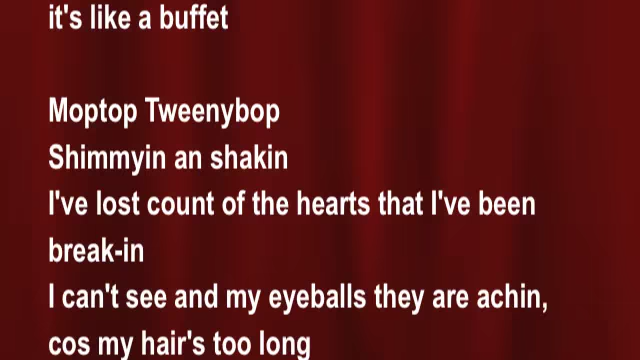 it's like a buffet
Moptop Tweenybop
Shimmyin an shakin
I've lost count of the hearts that I've been
break-in
I can't see and my eyeballs they are achin,
cos my hair's too long